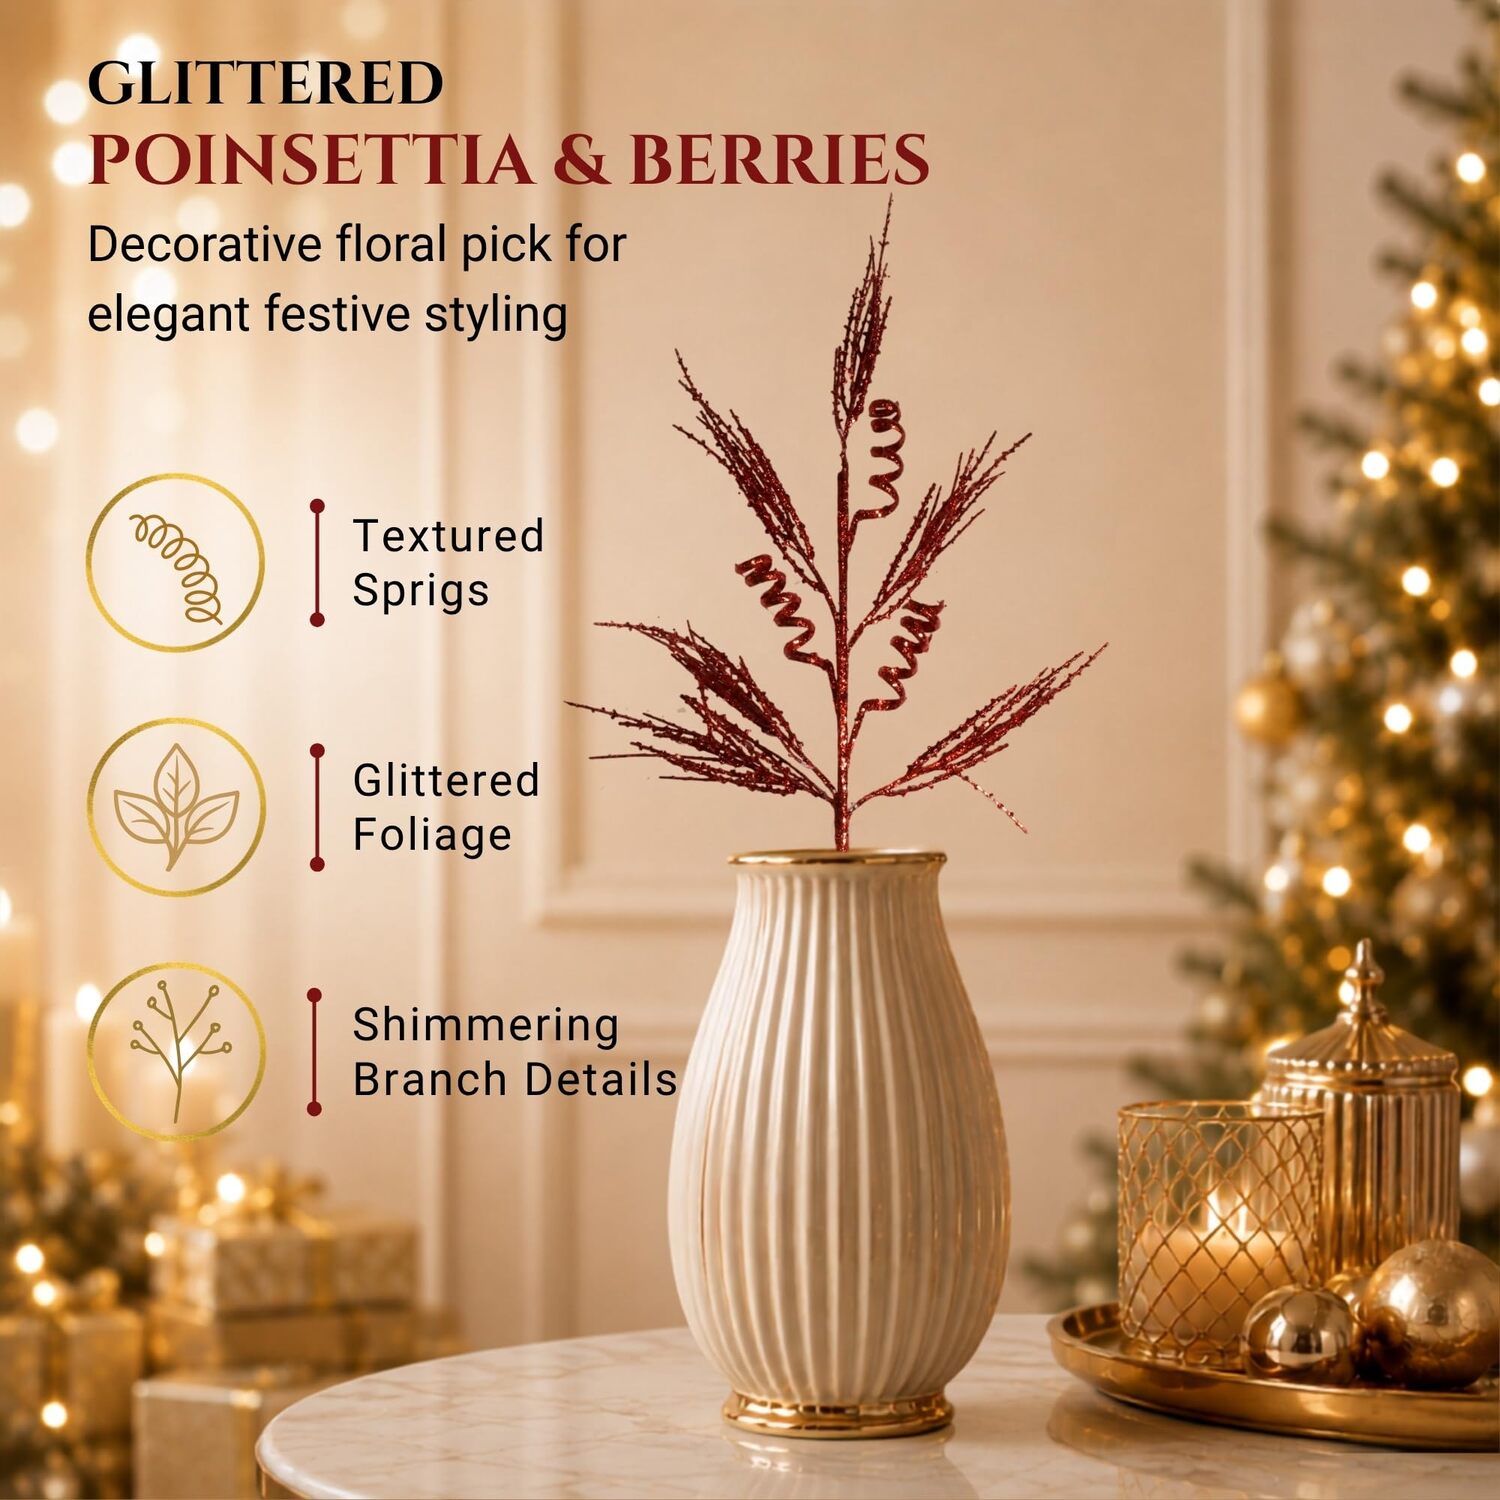 GLITTERED
POINSETTIA & BERRIES
Decorative floral pick for
elegant festive styling
Textured
Sprigs
Glittered
Foliage
Shimmering
Branch Details